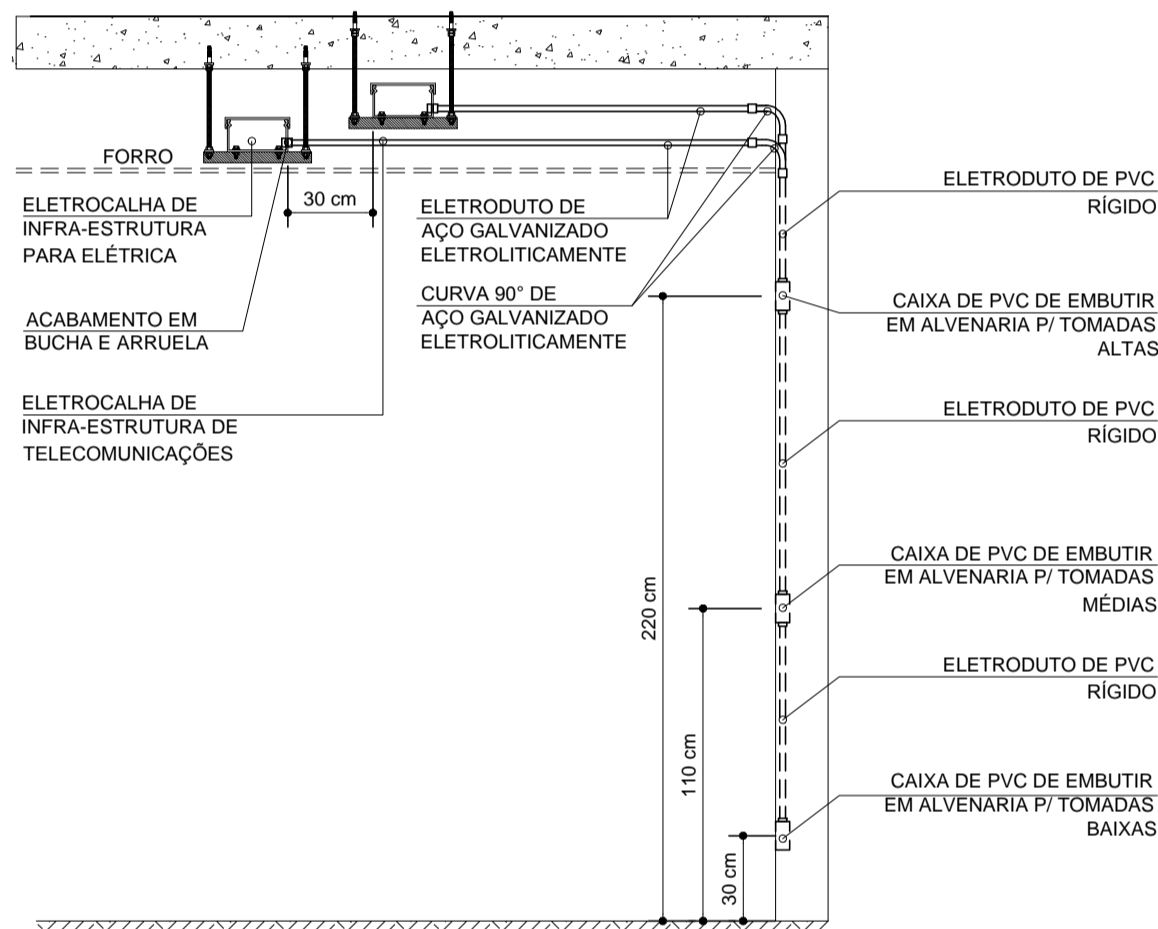 FORRO
ELETROCALHA DE
INFRA-ESTRUTURA
PARA ELÉTRICA
30 cm
ACABAMENTO EM
BUCHA E ARRUELA
ELETROCALHA DE
INFRA-ESTRUTURA DE
TELECOMUNICAÇÕES
ELETRODUTO DE
AÇO GALVANIZADO
ELETROLITICAMENTE
CURVA 90° DE
AÇO GALVANIZADO
ELETROLITICAMENTE
220 cm
110 cm
30 cm
ELETRODUTO DE PVC
RÍGIDO
CAIXA DE PVC DE EMBUTIR
EM ALVENARIA P/ TOMADAS
ALTAS
ELETRODUTO DE PVC
RÍGIDO
CAIXA DE PVC DE EMBUTIR
EM ALVENARIA P/ TOMADAS
MÉDIAS
ELETRODUTO DE PVC
RÍGIDO
CAIXA DE PVC DE EMBUTIR
EM ALVENARIA P/ TOMADAS
BAIXAS